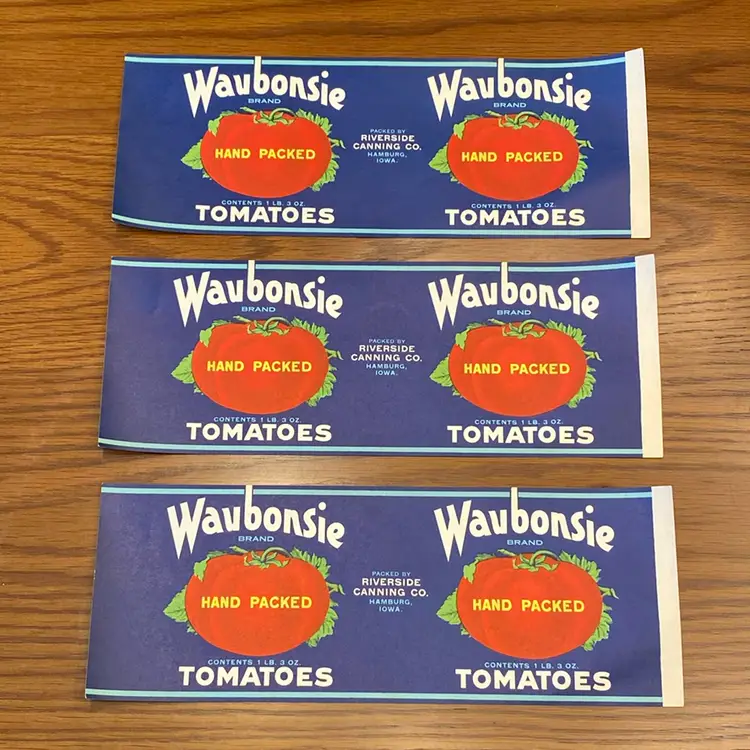 Waubonsie
BRAND
HAND PACKED
CONTENTS 1 LB. 3 OZ.
TOMATOES
PACKED BY
RIVERSIDE
CANNING CO.
HAMBURG,
IOWA.
Waubonsie
BRAND
HAND PACKED
CONTENTS 1 LB. 3 OZ.
TOMATOES
Waubonsie
BRAND
HAND PACKED
CONTENTS 1 LB. 3 OZ.
TOMATOES
PACKED BY
RIVERSIDE
CANNING CO.
HAMBURG,
IOWA.
Waubonsie
BRAND
HAND PACKED
CONTENTS 1 LB. 3 OZ.
TOMATOES
Waubonsie
BRAND
HAND PACKED
CONTENTS 1 LB. 3 OZ.
TOMATOES
PACKED BY
RIVERSIDE
CANNING CO.
HAMBURG,
IOWA.
Waubonsie
BRAND
HAND PACKED
CONTENTS 1 LB. 3 OZ.
TOMATOES